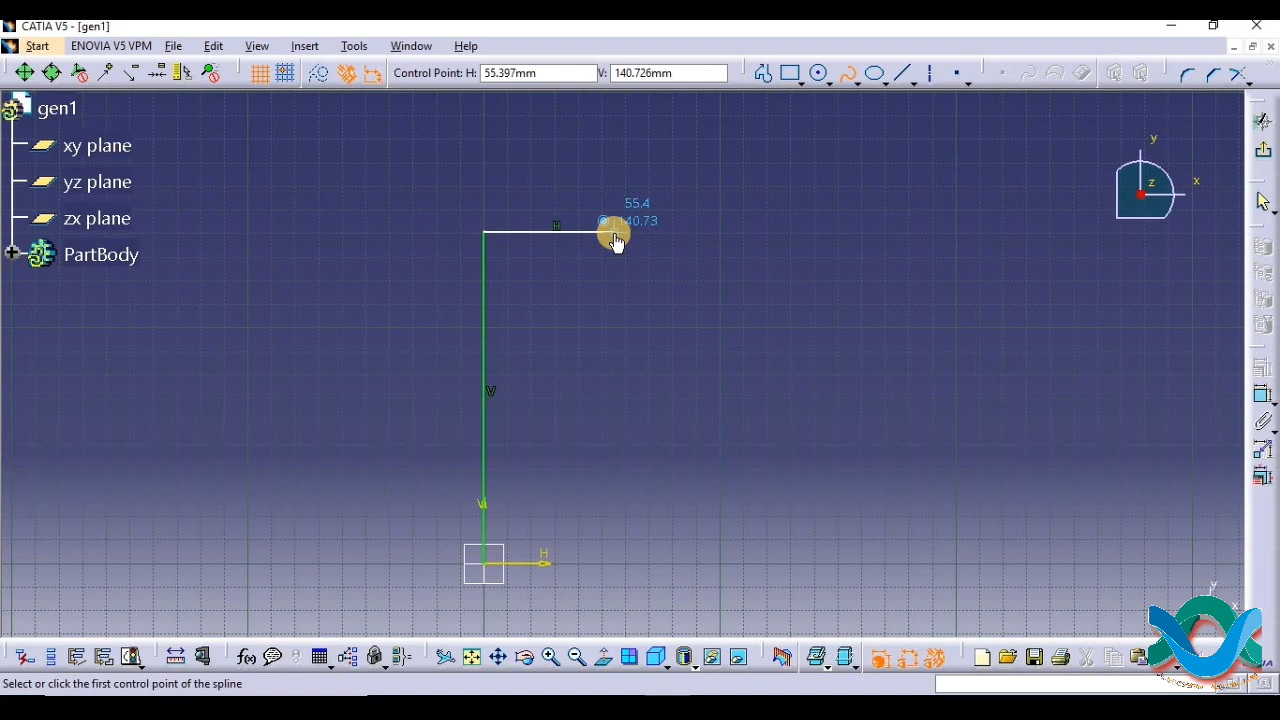 CATIA V5 - [gen1]
Start ENOVIA V5 VPM File Edit View Insert Tools Window Help
Control Point: H: 55.397mm V: 140.726mm
gen1
xy plane
yz plane
zx plane
PartBody
y
x
z
55.4
140.73
H
V
V
H
y
x
f(x)
Select or click the first control point of the spline